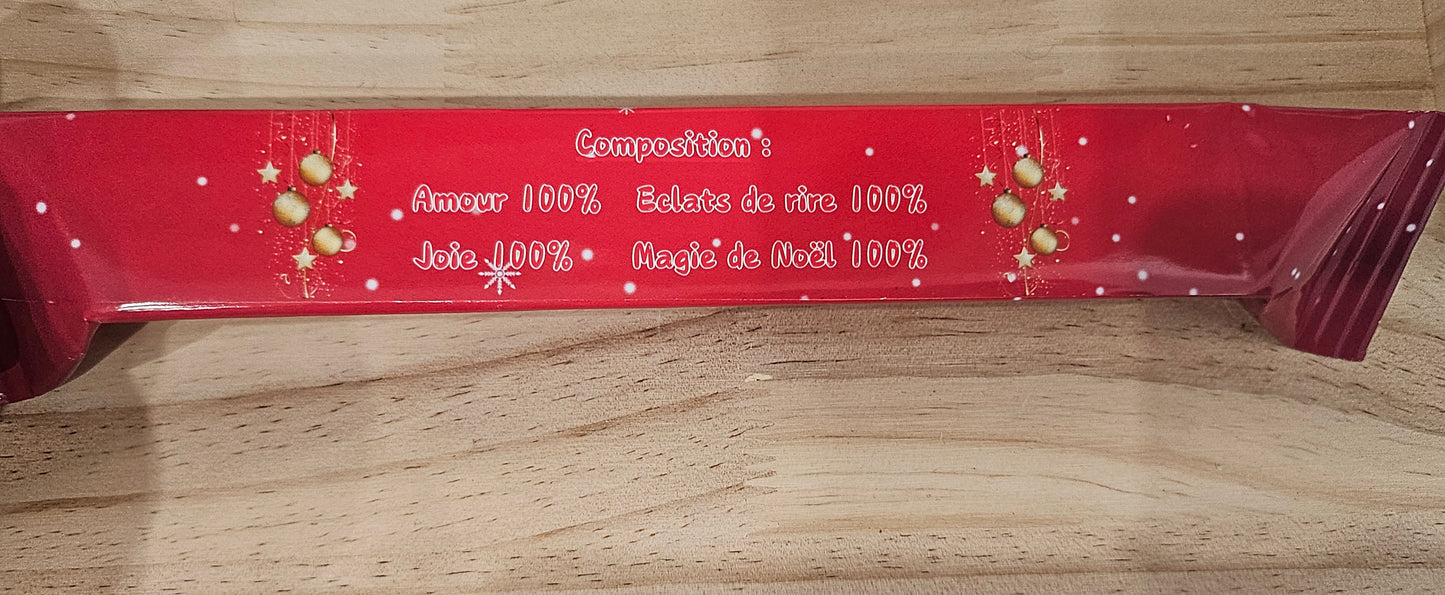 Composition :
Amour 100% Eclats de rire 100%
Joie 100% Magie de Noël 100%